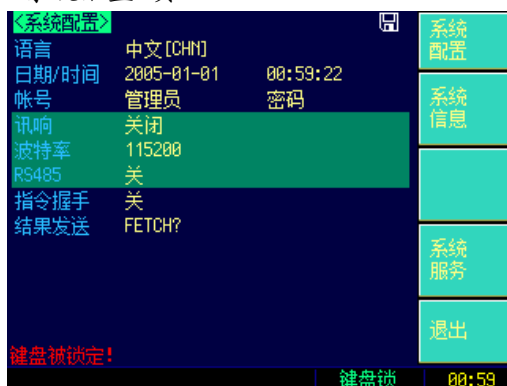 <系统配置>
语言 中文[CHN]
日期/时间 2005-01-01 00:59:22
帐号 管理员 密码
讯响 关闭
波特率 115200
RS485 关
指令握手 关
结果发送 FETCH?
键盘被锁定!
系统
配置
系统
信息
系统
服务
退出
键盘锁 00:59